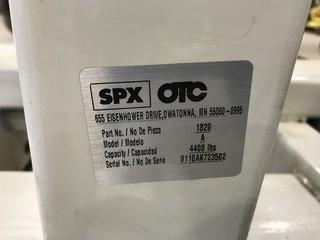 SPX OTC
655 EISENHOWER DRIVE, OWATONNA, MN 55060-0995
Part No. / No De Pieza 1820
Model / Modelo A
Capacity / Capacidad 4400 lbs
Serial No. / No De Serie 0110AK723502